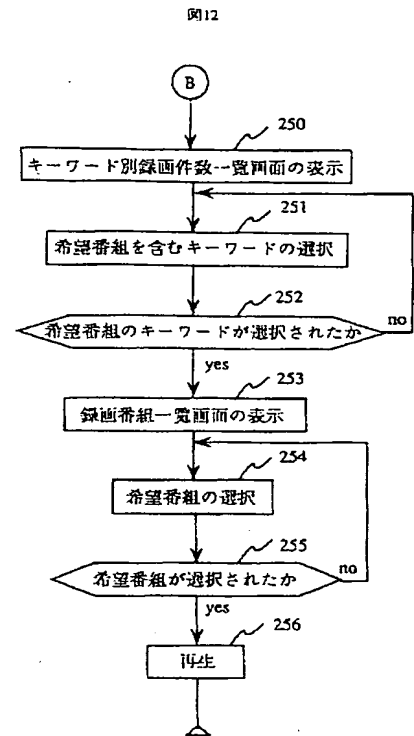 図12
B
250
キーワード別録画件数一覧画面の表示
251
希望番組を含むキーワードの選択
252
希望番組のキーワードが選択されたか
no
yes
253
録画番組一覧画面の表示
254
希望番組の選択
255
希望番組が選択されたか
no
yes
256
再生